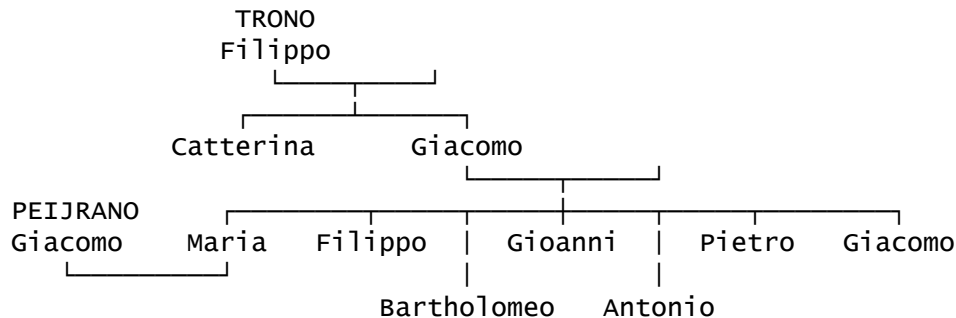 TRONO
Filippo
Catterina Giacomo
PEIJRANO
Giacomo Maria Filippo Gioanni Pietro Giacomo
Bartholomeo Antonio